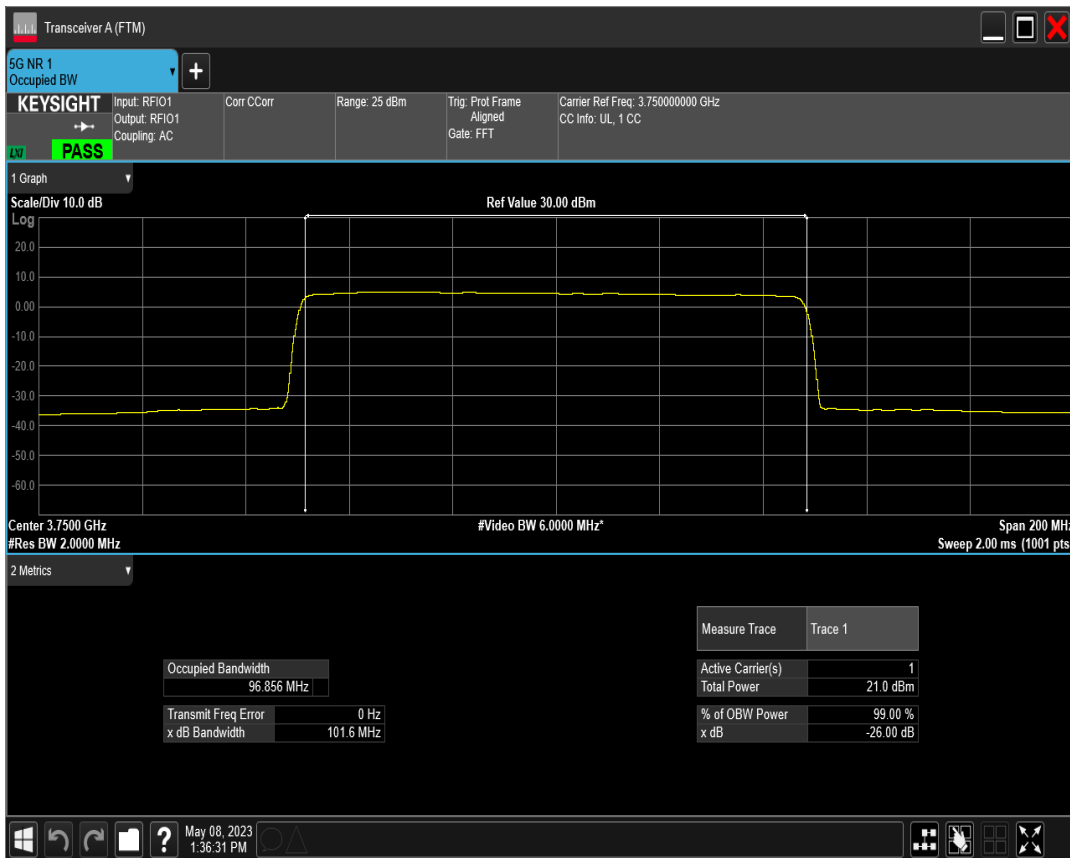 Transceiver A (FTM)
5G NR 1
Occupied BW
+
KEYSIGHT
LXI
PASS
Input: RFIO1
Output: RFIO1
Coupling: AC
Corr CCorr
Range: 25 dBm
Trig: Prot Frame
Aligned
Gate: FFT
Carrier Ref Freq: 3.750000000 GHz
CC Info: UL, 1 CC
1 Graph
Scale/Div 10.0 dB
Ref Value 30.00 dBm
Log
20.0
10.0
0.00
-10.0
-20.0
-30.0
-40.0
-50.0
-60.0
Center 3.7500 GHz
#Video BW 6.0000 MHz*
Span 200 MHz
#Res BW 2.0000 MHz
Sweep 2.00 ms (1001 pts
2 Metrics
Measure Trace Trace 1
Occupied Bandwidth
96.856 MHz
Active Carrier(s) 1
Total Power 21.0 dBm
Transmit Freq Error 0 Hz
x dB Bandwidth 101.6 MHz
% of OBW Power 99.00 %
x dB -26.00 dB
?
May 08, 2023
1:36:31 PM